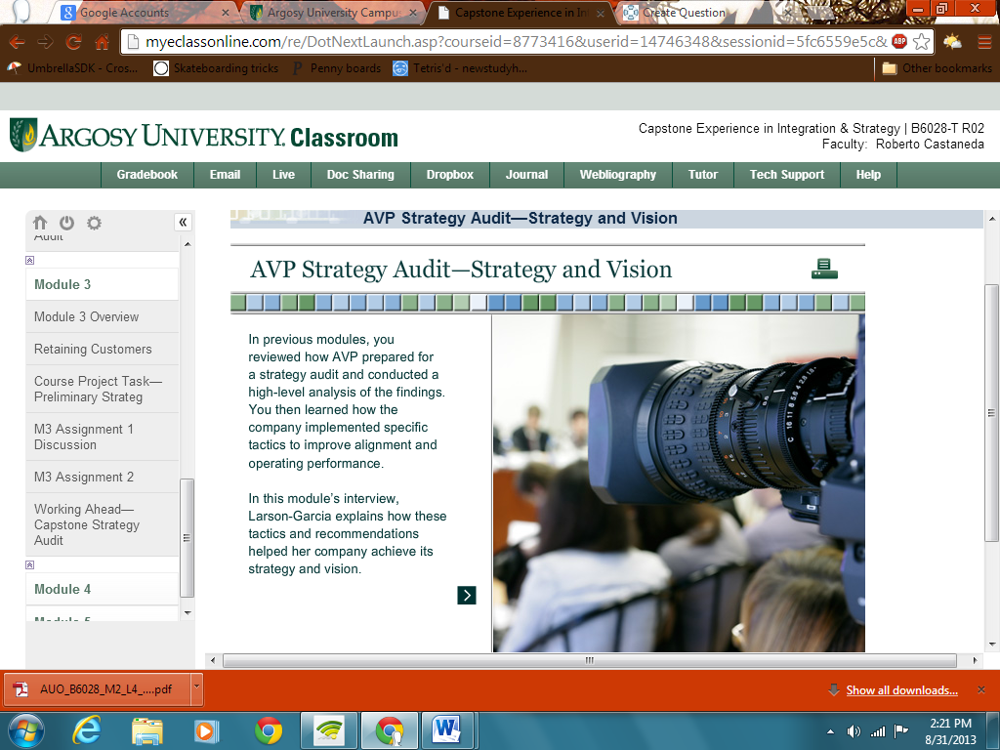 Google Accounts
Argosy University Campu
Capstone Experience in In
Create Question
myeclassonline.com/re/DotNextLaunch.asp?courseid=8773416&userid=14746348&sessionid=5fc6559e5c&
ABP
UmbrellaSDK - Cros...
Skateboarding tricks
Penny boards
Tetris'd - newstudyh...
Other bookmarks
ARGOSY UNIVERSITY. Classroom
Capstone Experience in Integration & Strategy | B6028-T R02
Faculty: Roberto Castaneda
Gradebook
Email
Live
Doc Sharing
Dropbox
Journal
Webliography
Tutor
Tech Support
Help
Audit
Module 3
Module 3 Overview
Retaining Customers
Course Project Task—
Preliminary Strateg
M3 Assignment 1
Discussion
M3 Assignment 2
Working Ahead—
Capstone Strategy
Audit
Module 4
Module 5
AVP Strategy Audit—Strategy and Vision
AVP Strategy Audit—Strategy and Vision
In previous modules, you
reviewed how AVP prepared for
a strategy audit and conducted a
high-level analysis of the findings.
You then learned how the
company implemented specific
tactics to improve alignment and
operating performance.
In this module's interview,
Larson-Garcia explains how these
tactics and recommendations
helped her company achieve its
strategy and vision.
AUO_B6028_M2_L4_....pdf
Show all downloads...
2:21 PM
8/31/2013